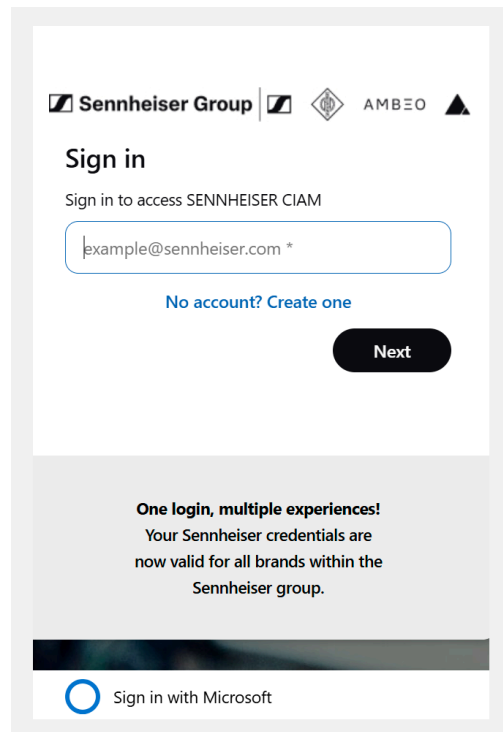 Sennheiser Group
AMBEO
Sign in
Sign in to access SENNHEISER CIAM
example@sennheiser.com *
No account? Create one
Next
One login, multiple experiences!
Your Sennheiser credentials are
now valid for all brands within the
Sennheiser group.
Sign in with Microsoft